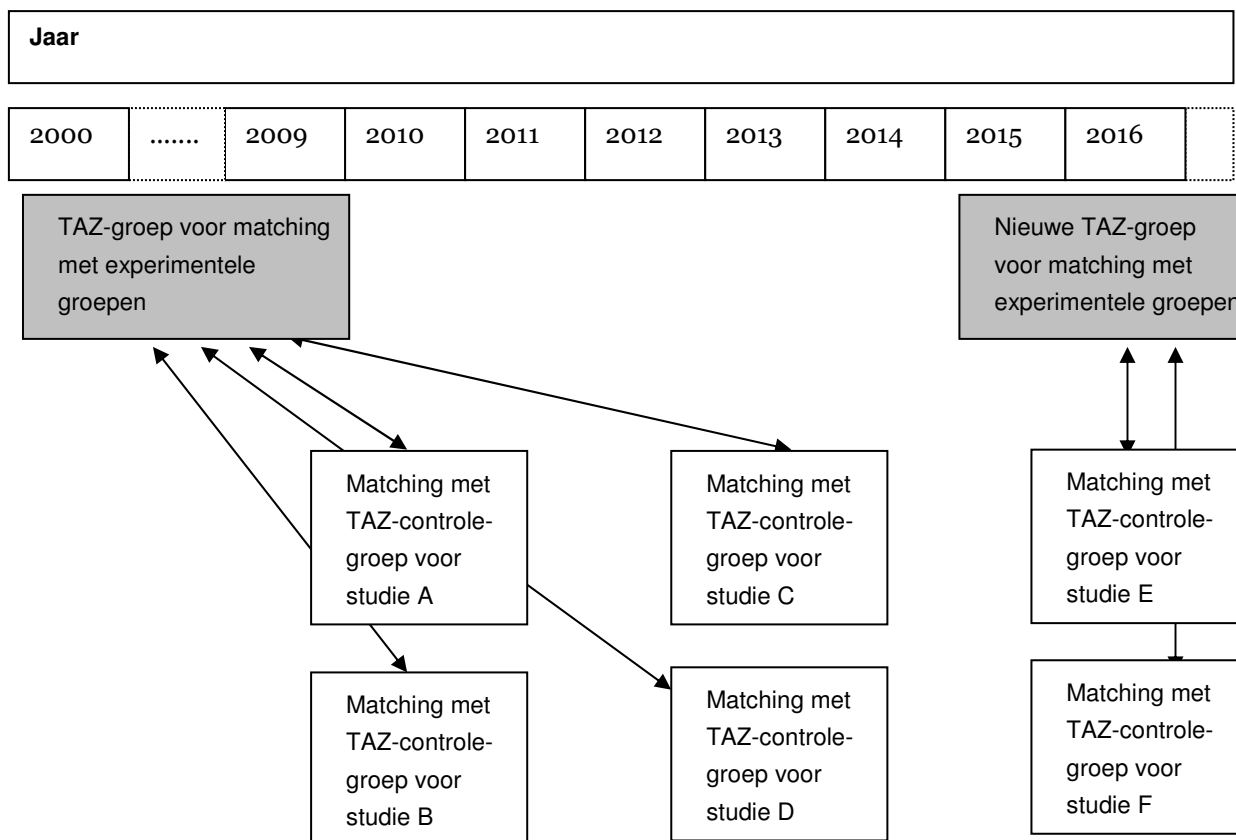 Jaar
2000 ....... 2009 2010 2011 2012 2013 2014 2015 2016
TAZ-groep voor matching
met experimentele
groepen
Nieuwe TAZ-groep
voor matching met
experimentele groepen
Matching met
TAZ-controle-
groep voor
studie A
Matching met
TAZ-controle-
groep voor
studie C
Matching met
TAZ-controle-
groep voor
studie E
Matching met
TAZ-controle-
groep voor
studie B
Matching met
TAZ-controle-
groep voor
studie D
Matching met
TAZ-controle-
groep voor
studie F